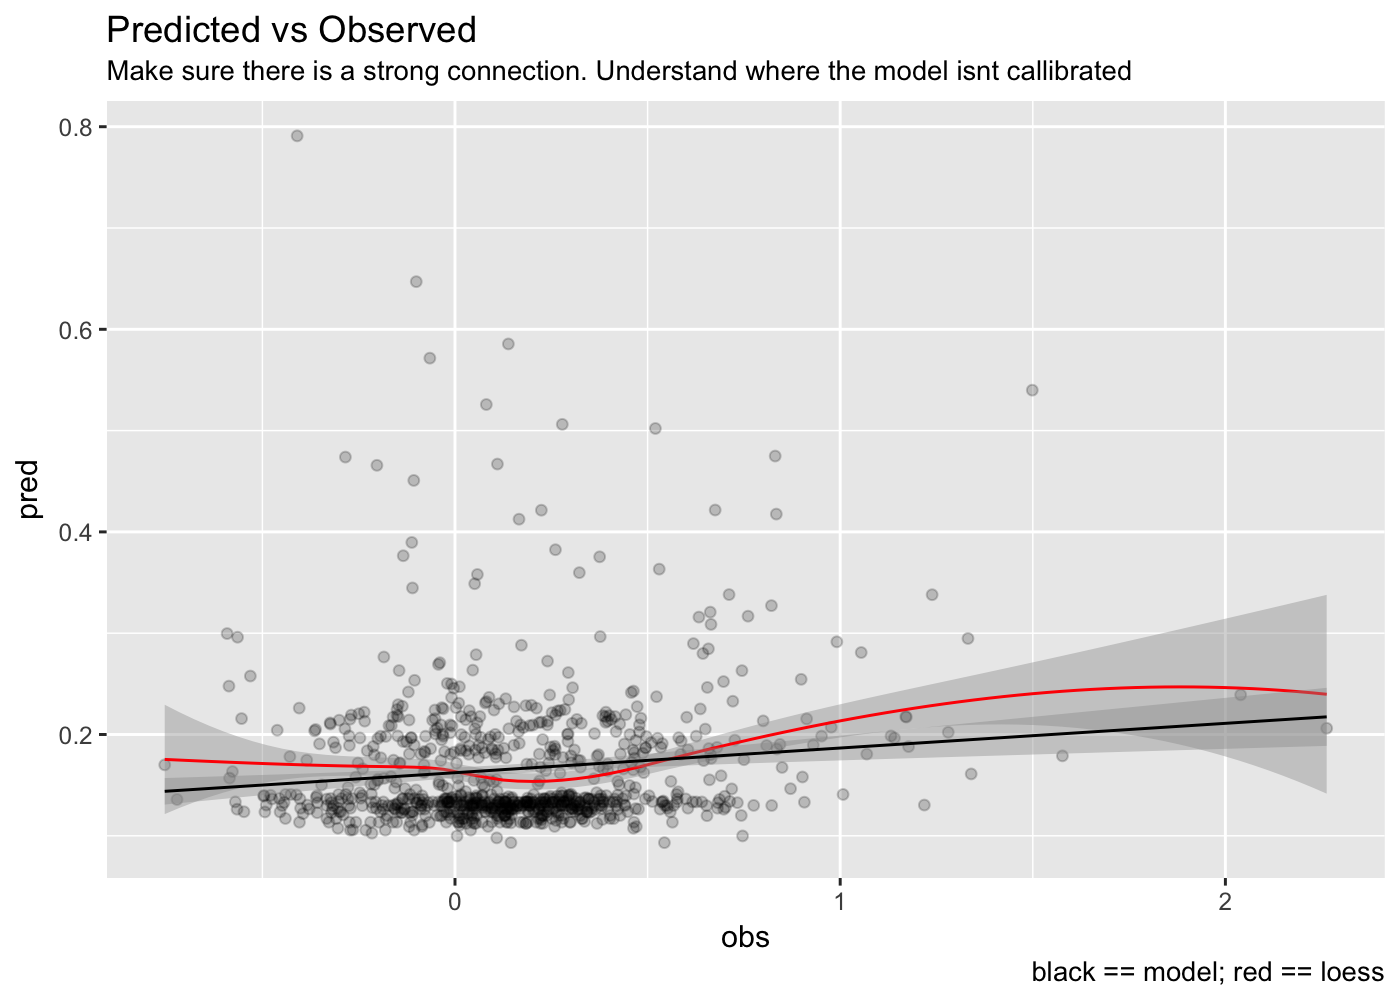 Predicted vs Observed
Make sure there is a strong connection. Understand where the model isnt callibrated
0.8
0.6
0.4
0.2
pred
0
1
2
obs
black == model; red == loess